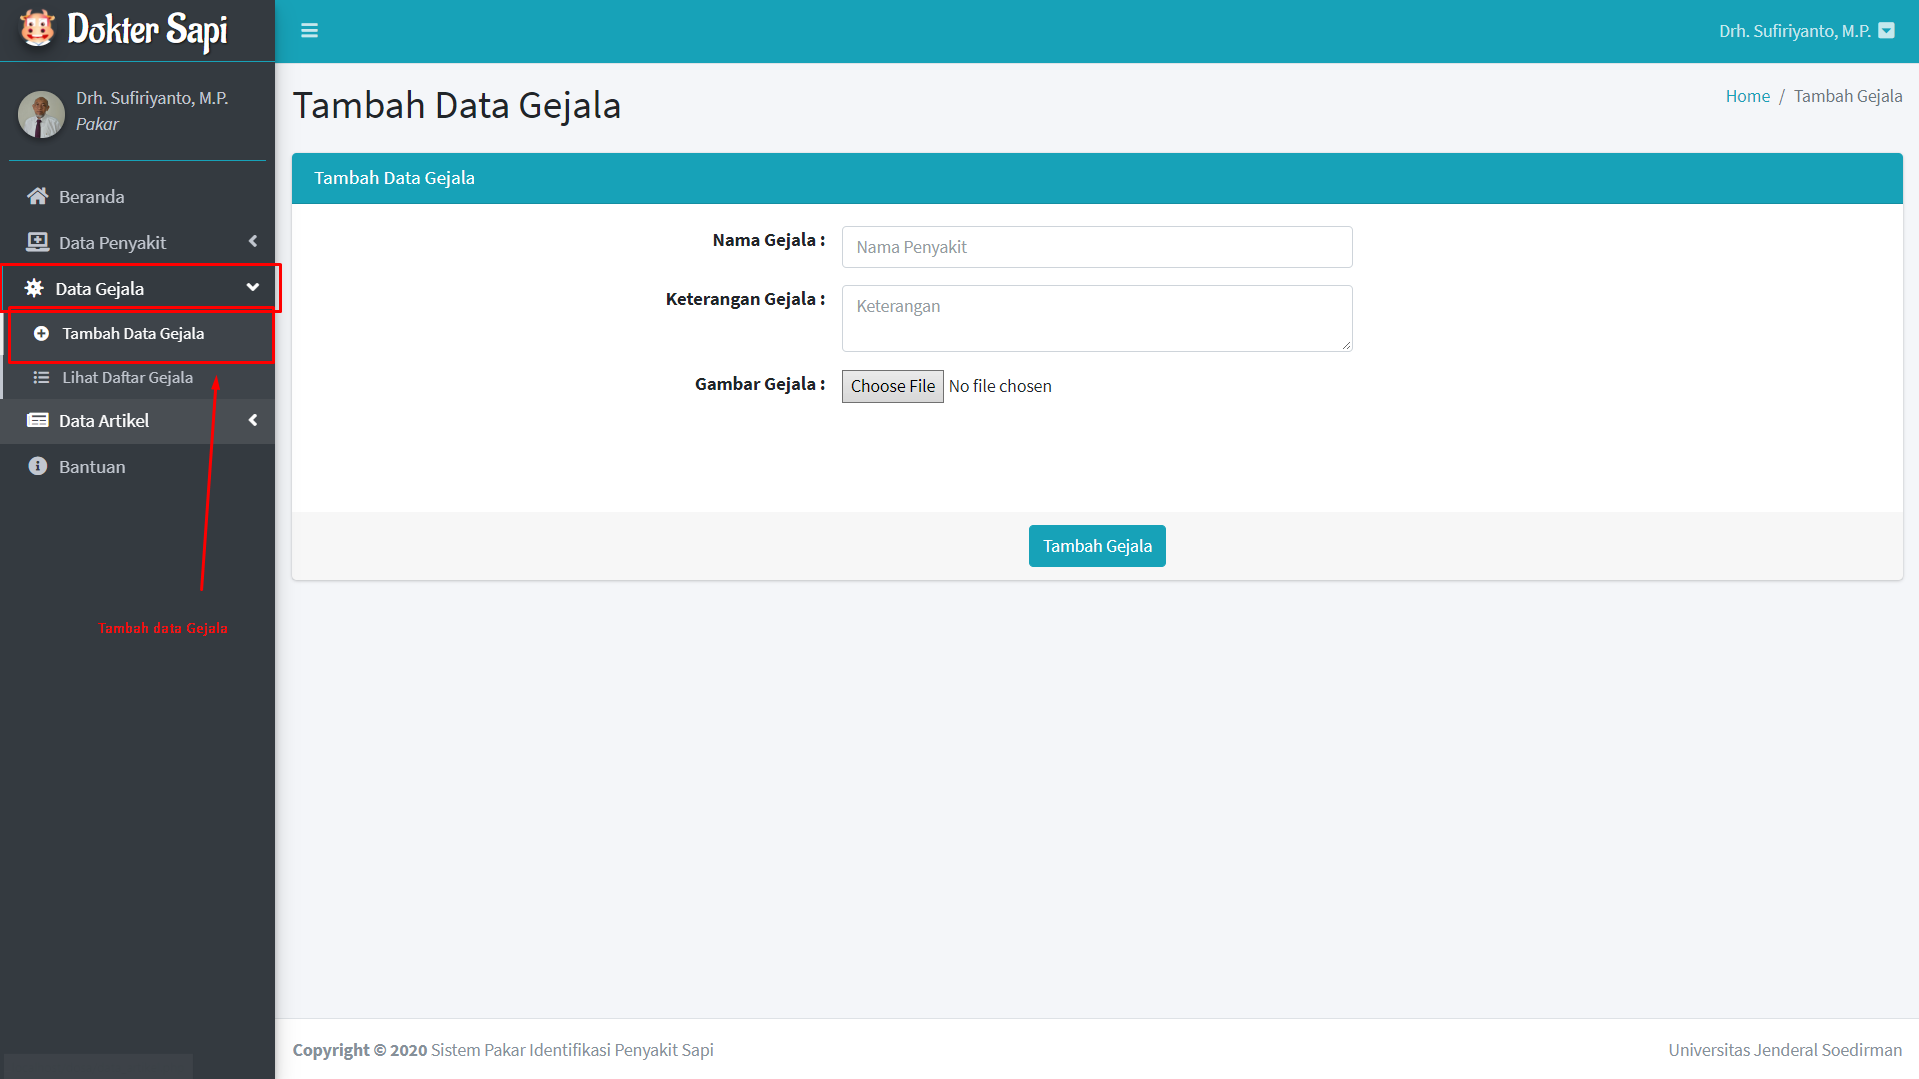 Dokter Sapi
Drh. Sufiriyanto, M.P.
Drh. Sufiriyanto, M.P.
Pakar
Beranda
Data Penyakit
Data Gejala
Tambah Data Gejala
Lihat Daftar Gejala
Data Artikel
Bantuan
Tambah data Gejala
Tambah Data Gejala
Home / Tambah Gejala
Tambah Data Gejala
Nama Gejala : Nama Penyakit
Keterangan Gejala : Keterangan
Gambar Gejala : Choose File No file chosen
Tambah Gejala
Copyright © 2020 Sistem Pakar Identifikasi Penyakit Sapi
Universitas Jenderal Soedirman